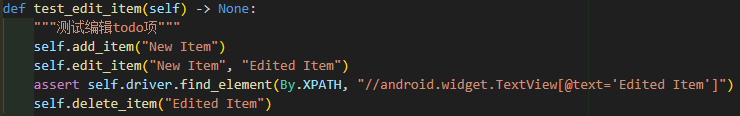 def test_edit_item(self) -> None:
    """测试编辑todo项"""
    self.add_item("New Item")
    self.edit_item("New Item", "Edited Item")
    assert self.driver.find_element(By.XPATH, "//android.widget.TextView[@text='Edited Item']")
    self.delete_item("Edited Item")